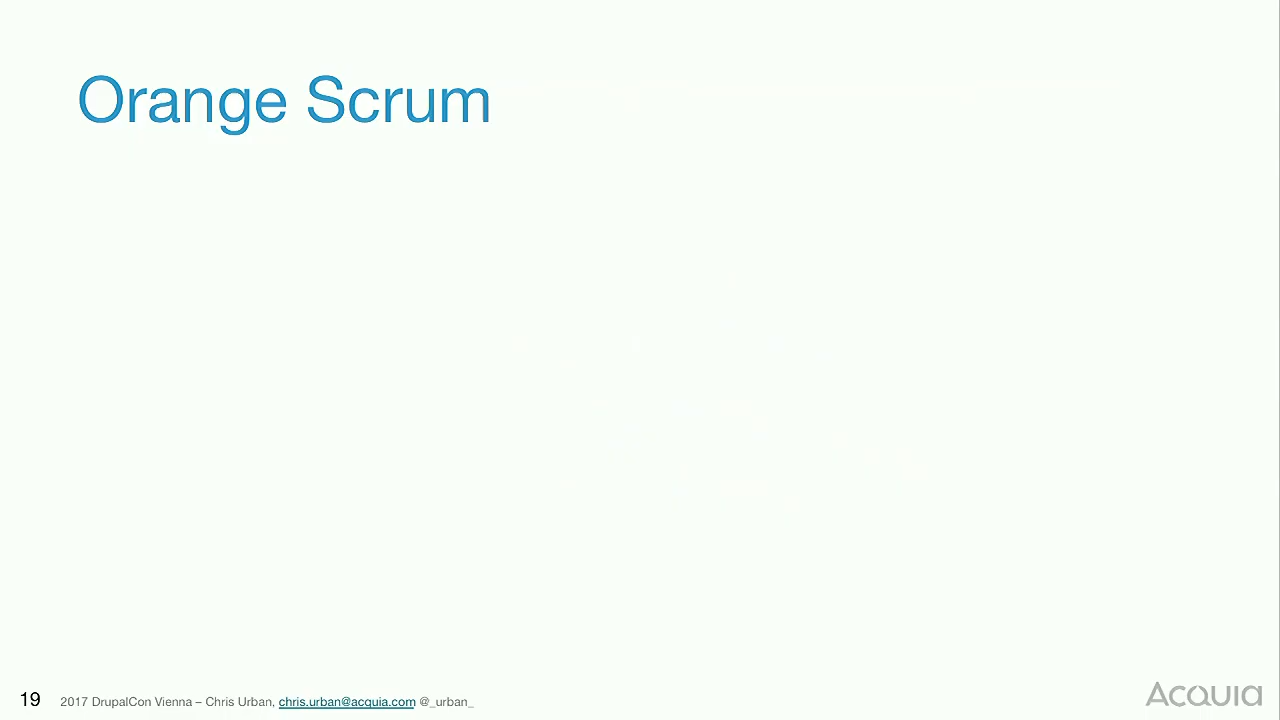 Orange Scrum
19 2017 DrupalCon Vienna – Chris Urban, chris.urban@acquia.com @_urban_
Acquia